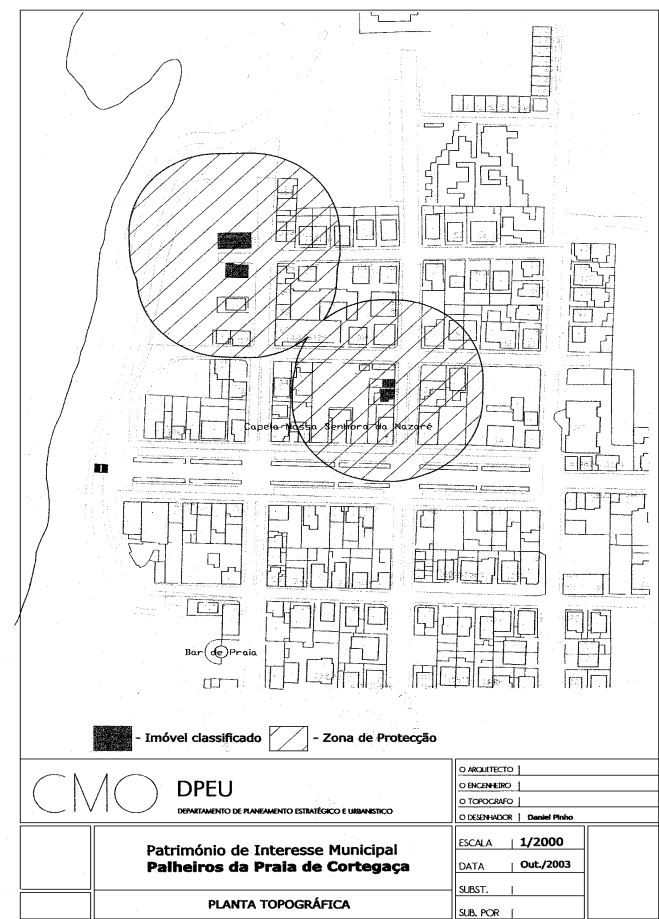 Capela Nossa Senhora da Nazaré
Bar de Praia
- Imóvel classificado
- Zona de Protecção
CMO
DPEU
DEPARTAMENTO DE PLANEAMENTO ESTRATÉGICO E URBANISTICO
O ARQUITECTO
O ENGENHEIRO
O TOPOGRAFO
O DESENHADOR Daniel Pinho
Património de Interesse Municipal
Palheiros da Praia de Cortegaça
PLANTA TOPOGRÁFICA
ESCALA 1/2000
DATA Out./2003
SUBST.
SUB. POR